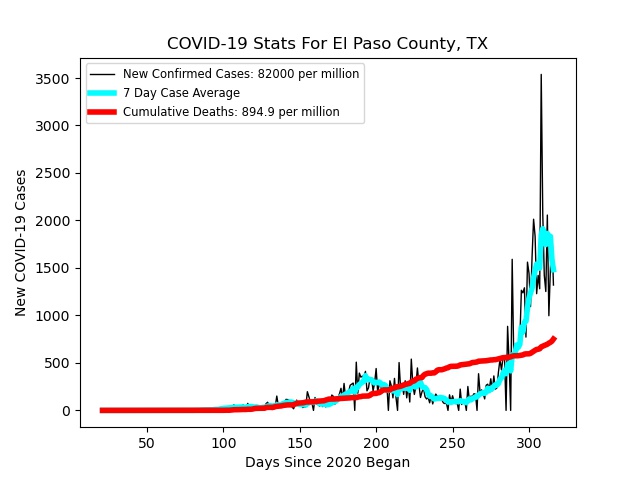 COVID-19 Stats For El Paso County, TX
New Confirmed Cases: 82000 per million
7 Day Case Average
Cumulative Deaths: 894.9 per million
New COVID-19 Cases
3500
3000
2500
2000
1500
1000
500
0
50
100
150
200
250
300
Days Since 2020 Began